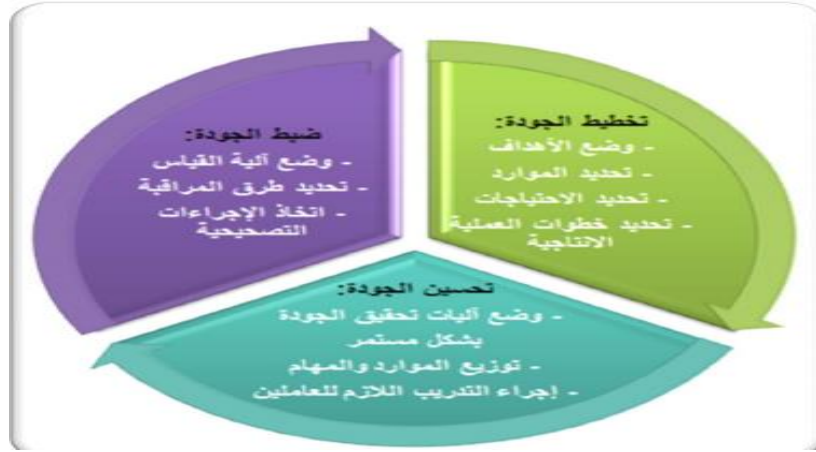 تخطيط الجودة:
- وضع الأهداف
- تحديد الموارد
- تحديد الاحتياجات
- تحديد خطوات العملية
الانتاجية
تحسين الجودة:
- وضع آليات تحقيق الجودة
بشكل مستمر
- توزيع الموارد والمهام
- إجراء التدريب اللازم للعاملين
ضبط الجودة:
- وضع آلية القياس
- تحديد طرق المراقبة
- اتخاذ الإجراءات
التصحيحية